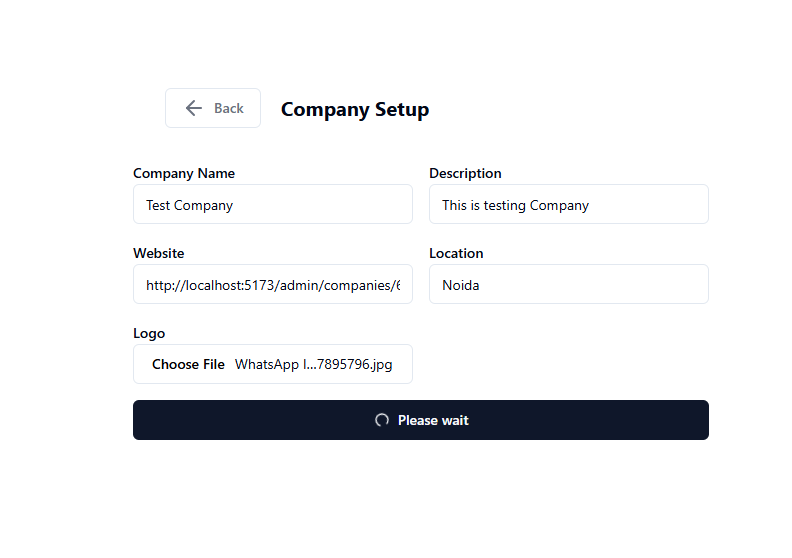 Back
Company Setup
Company Name
Description
Test Company
This is testing Company
Website
Location
http://localhost:5173/admin/companies/6
Noida
Logo
Choose File WhatsApp I...7895796.jpg
Please wait